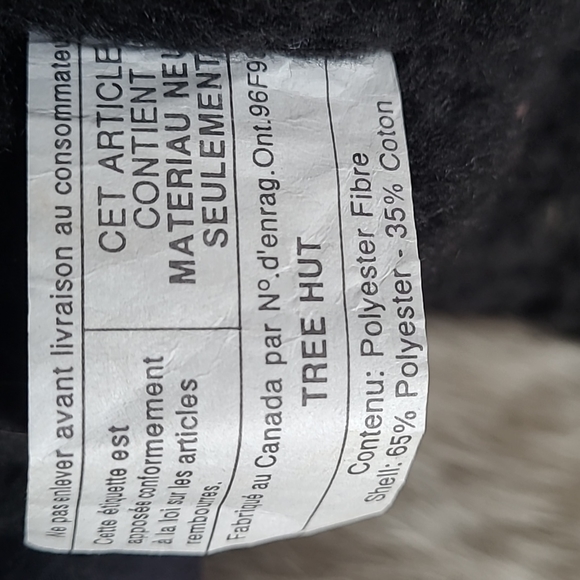 Ne pas enlever avant livraison au consommateu
Cette étiquette est
apposée conformement
à la loi sur les articles
rembourés.
CET ARTICLE
CONTIENT
MATERIAU NEU
SEULEMENT
Fabriqué au Canada par Nº.d'enrag.Ont.96F9
TREE HUT
Contenu: Polyester Fibre
Shell: 65% Polyester - 35% Coton